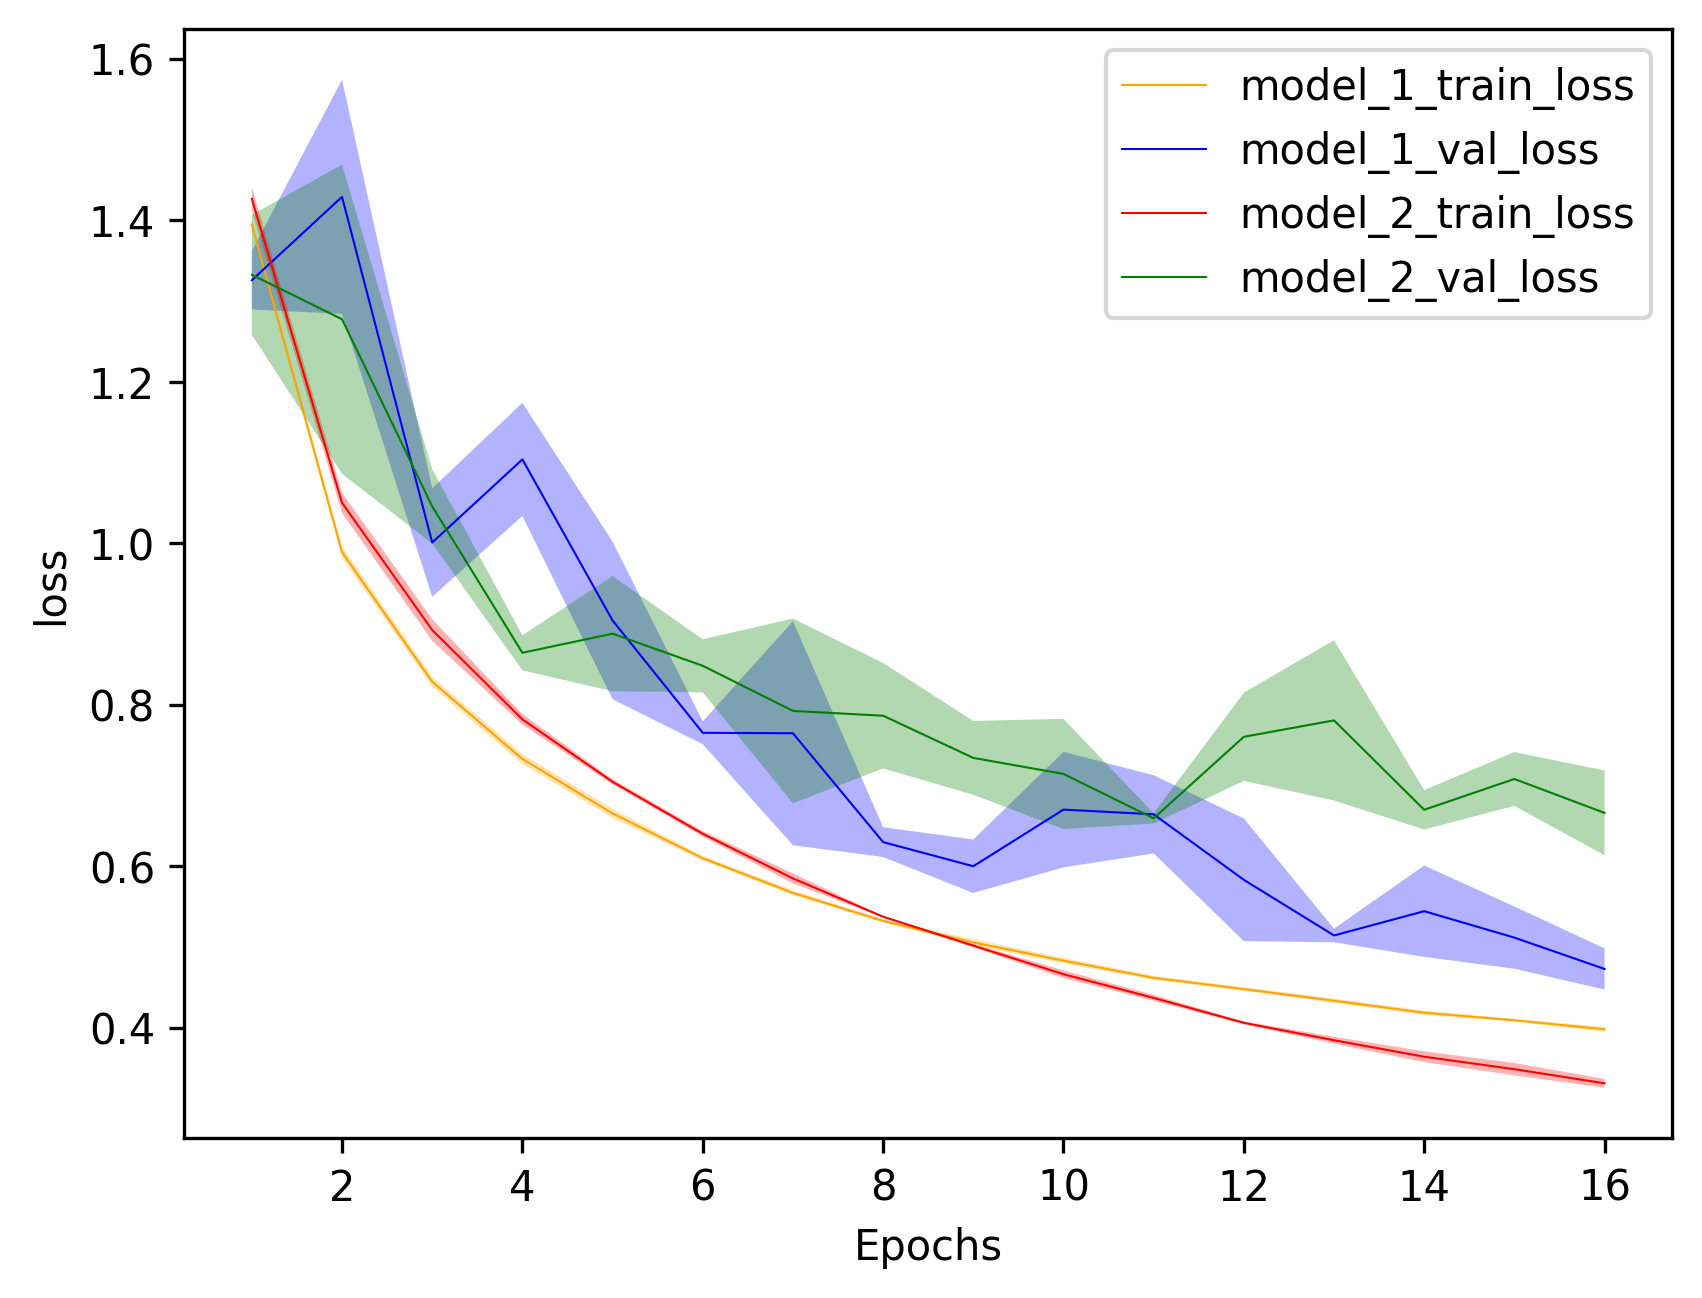 1.6
1.4
1.2
1.0
0.8
0.6
0.4
loss
model_1_train_loss
model_1_val_loss
model_2_train_loss
model_2_val_loss
2 4 6 8 10 12 14 16
Epochs